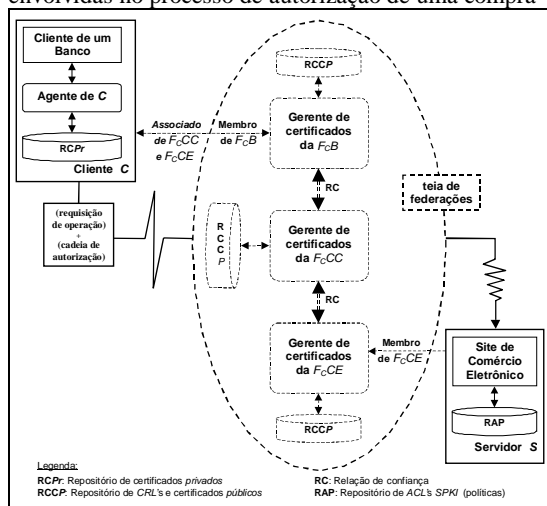 envolvidas no processo de autorização de uma compra
Cliente de um
Banco
Agente de C
RCPr
Cliente C
(requisição
de operação)
+
(cadeia de
autorização)
Associado
de FCCC
e FCCE
Membro
de FCB
RCCP
Gerente de
certificados
da FCB
RC
R
C
C
P
Gerente de
certificados
da FCCC
RC
Gerente de
certificados
da FCCE
RCCP
teia de
federações
Membro
de FCCE
Site de
Comércio
Eletrônico
RAP
Servidor S
Legenda:
RCPr: Repositório de certificados privados
RCCP: Repositório de CRL's e certificados públicos
RC: Relação de confiança
RAP: Repositório de ACL's SPKI (políticas)